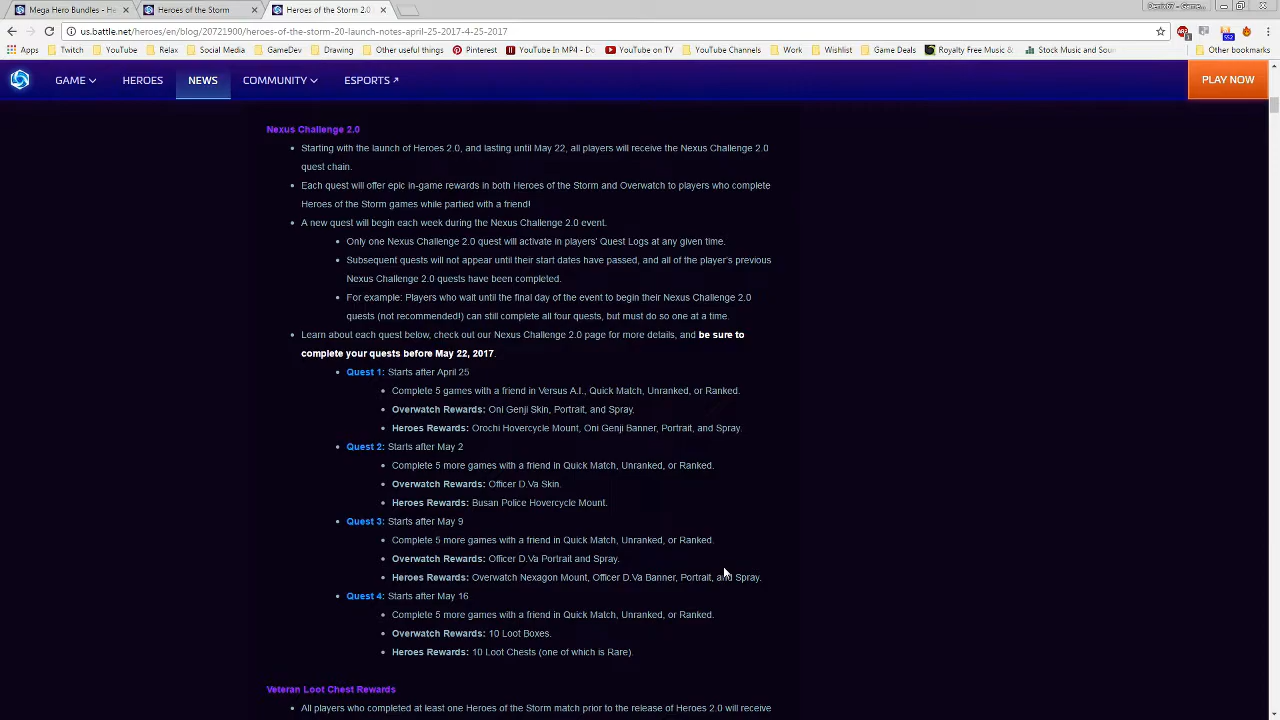 Mega Hero Bundles - He
Heroes of the Storm
Heroes of the Storm 2.0
us.battle.net/heroes/en/blog/20721900/heroes-of-the-storm-20-launch-notes-april-25-2017-4-25-2017
Apps Twitch YouTube Relax Social Media GameDev Drawing Other useful things Pinterest YouTube In MP4 - Do YouTube on TV YouTube Channels Work Wishlist Game Deals Royalty Free Music & Stock Music and Sou Other bookmarks
GAME HEROES NEWS COMMUNITY ESPORTS PLAY NOW
Nexus Challenge 2.0
• Starting with the launch of Heroes 2.0, and lasting until May 22, all players will receive the Nexus Challenge 2.0
quest chain.
• Each quest will offer epic in-game rewards in both Heroes of the Storm and Overwatch to players who complete
Heroes of the Storm games while partied with a friend!
• A new quest will begin each week during the Nexus Challenge 2.0 event.
• Only one Nexus Challenge 2.0 quest will activate in players' Quest Logs at any given time.
• Subsequent quests will not appear until their start dates have passed, and all of the player's previous
Nexus Challenge 2.0 quests have been completed.
• For example: Players who wait until the final day of the event to begin their Nexus Challenge 2.0
quests (not recommended!) can still complete all four quests, but must do so one at a time.
• Learn about each quest below, check out our Nexus Challenge 2.0 page for more details, and be sure to
complete your quests before May 22, 2017.
• Quest 1: Starts after April 25
• Complete 5 games with a friend in Versus A.I., Quick Match, Unranked, or Ranked.
• Overwatch Rewards: Oni Genji Skin, Portrait, and Spray.
• Heroes Rewards: Orochi Hovercycle Mount, Oni Genji Banner, Portrait, and Spray.
• Quest 2: Starts after May 2
• Complete 5 more games with a friend in Quick Match, Unranked, or Ranked.
• Overwatch Rewards: Officer D.Va Skin.
• Heroes Rewards: Busan Police Hovercycle Mount.
• Quest 3: Starts after May 9
• Complete 5 more games with a friend in Quick Match, Unranked, or Ranked.
• Overwatch Rewards: Officer D.Va Portrait and Spray.
• Heroes Rewards: Overwatch Nexagon Mount, Officer D.Va Banner, Portrait, and Spray.
• Quest 4: Starts after May 16
• Complete 5 more games with a friend in Quick Match, Unranked, or Ranked.
• Overwatch Rewards: 10 Loot Boxes.
• Heroes Rewards: 10 Loot Chests (one of which is Rare).
Veteran Loot Chest Rewards
• All players who completed at least one Heroes of the Storm match prior to the release of Heroes 2.0 will receive